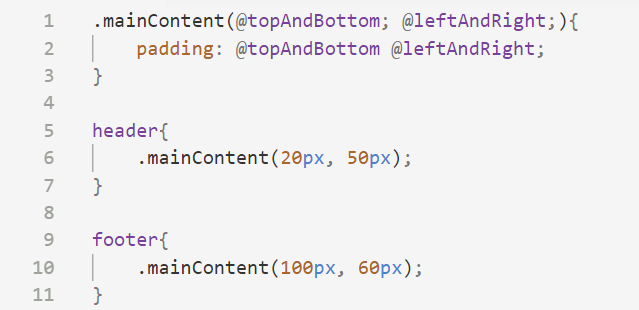 1 .mainContent(@topAndBottom; @leftAndRight;){
2 padding: @topAndBottom @leftAndRight;
3 }
4
5 header{
6 .mainContent(20px, 50px);
7 }
8
9 footer{
10 .mainContent(100px, 60px);
11 }